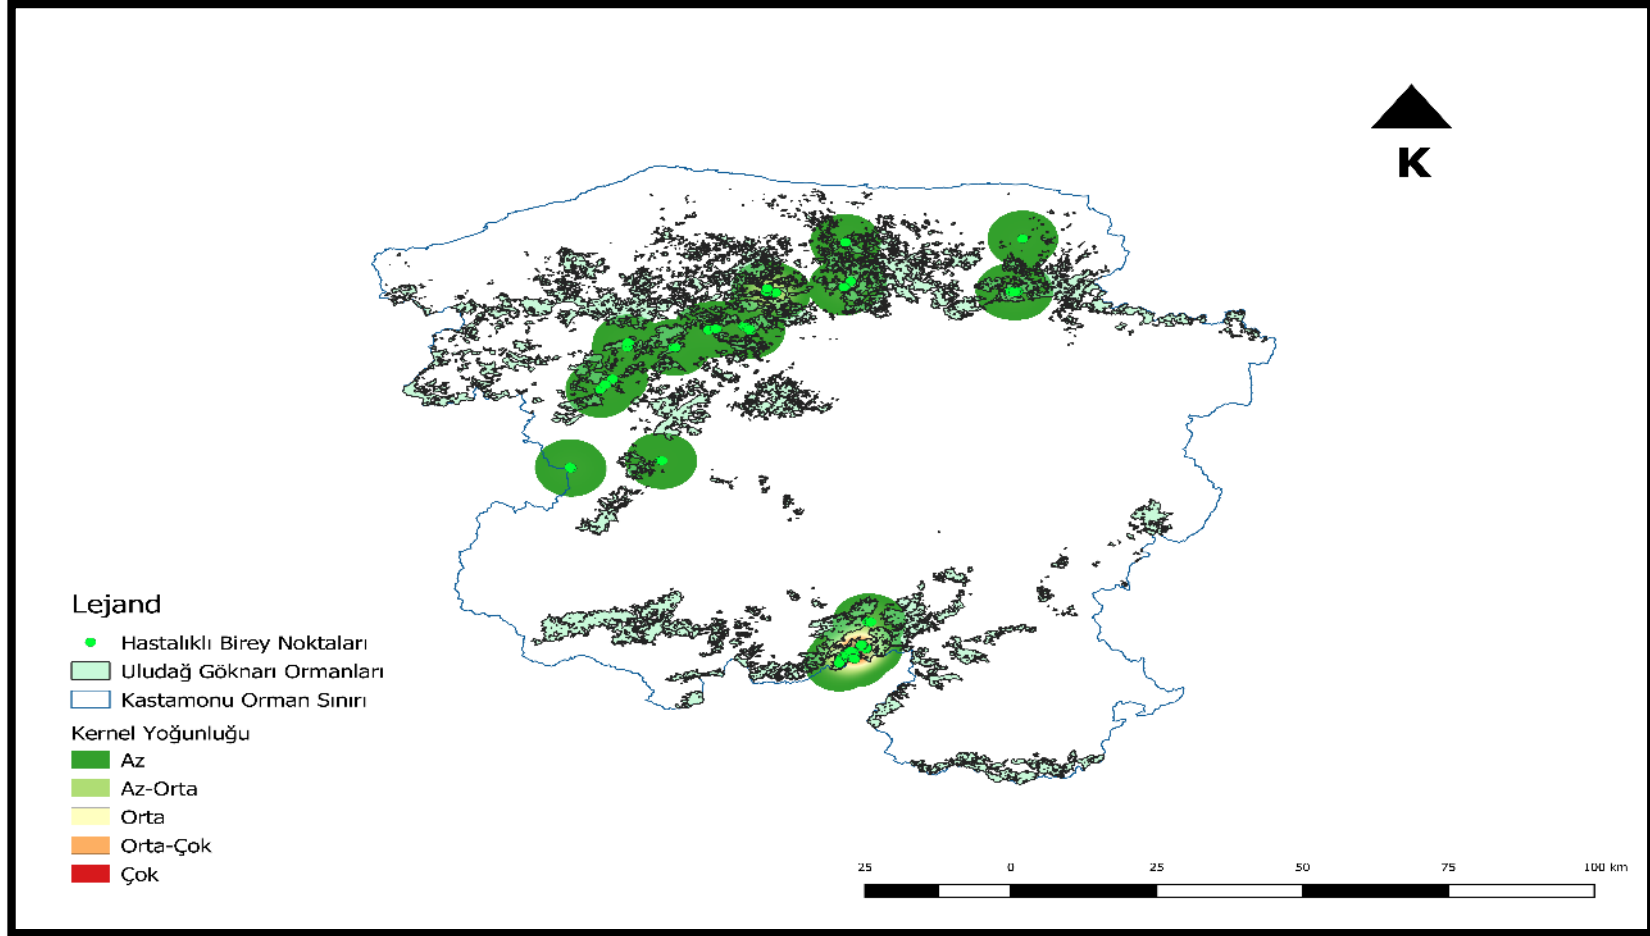 K
Lejand
Hastalıklı Birey Noktaları
Uludağ Göknarı Ormanları
Kastamonu Orman Sınırı
Kernel Yoğunluğu
Az
Az-Orta
Orta
Orta-Çok
Çok
25 0 25 50 75 100 km